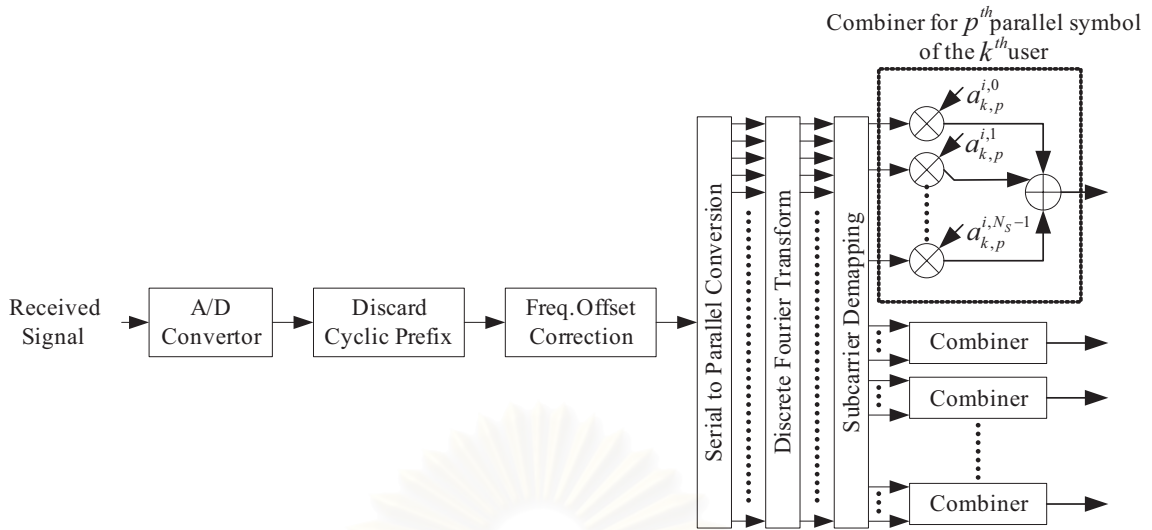 Combiner for p^th parallel symbol
of the k^th user
a_{k,p}^{i,0}
a_{k,p}^{i,1}
a_{k,p}^{i,N_S-1}
Received
Signal
A/D
Convertor
Discard
Cyclic Prefix
Freq.Offset
Correction
Serial to Parallel Conversion
Discrete Fourier Transform
Subcarrier Demapping
Combiner
Combiner
Combiner